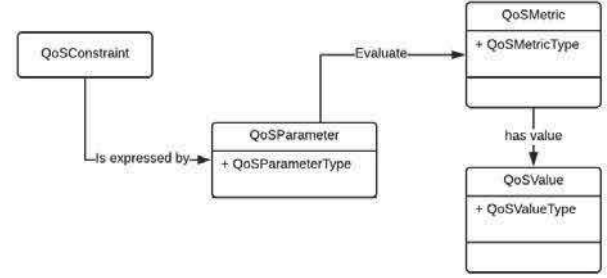 QoSMetric
+ QoSMetricType
QoSConstraint
Evaluate
QoSParameter
+ QoSParameterType
Is expressed by
has value
QoSValue
+ QoSValueType